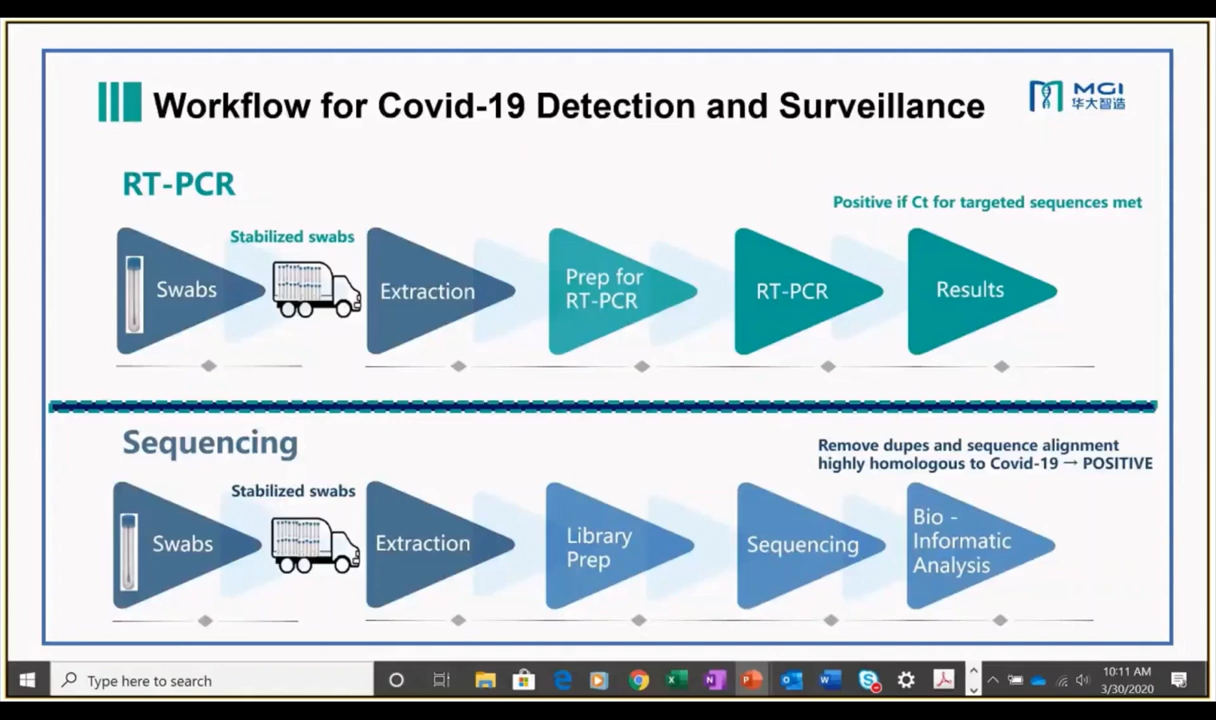 Workflow for Covid-19 Detection and Surveillance
MGI
华大智造
RT-PCR
Positive if Ct for targeted sequences met
Stabilized swabs
Swabs
Extraction
Prep for
RT-PCR
RT-PCR
Results
Sequencing
Remove dupes and sequence alignment
highly homologous to Covid-19 → POSITIVE
Stabilized swabs
Swabs
Extraction
Library
Prep
Sequencing
Bio -
Informatic
Analysis
Type here to search
10:11 AM
3/30/2020